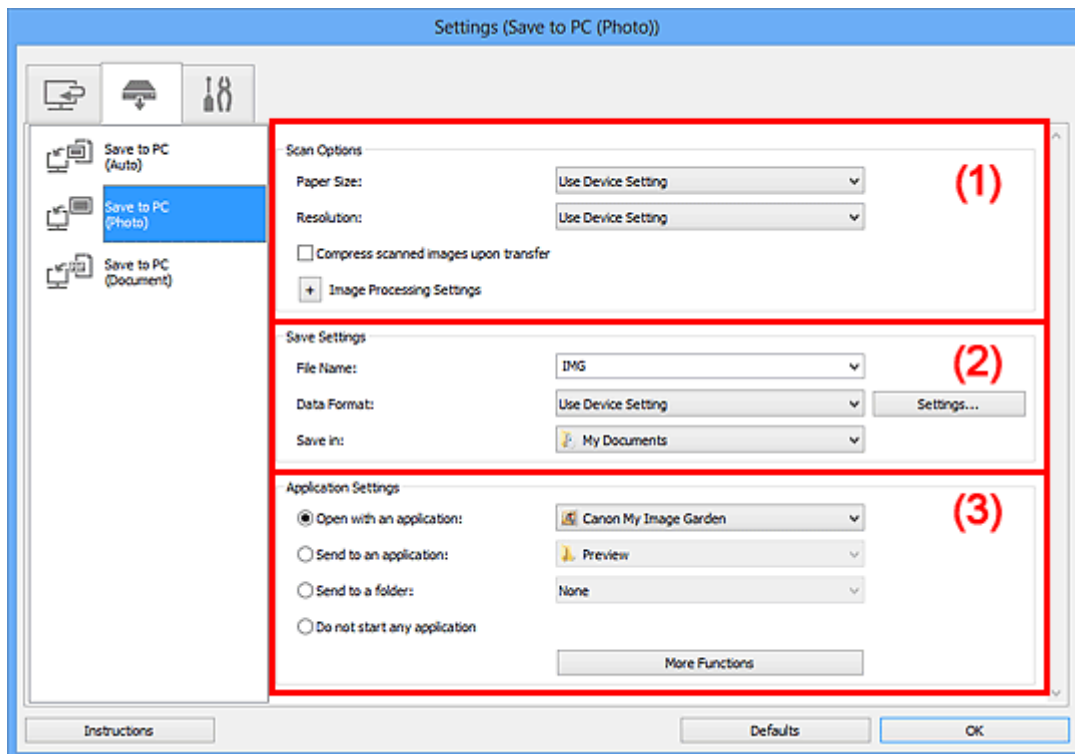 Settings (Save to PC (Photo))
Save to PC
(Auto)
Save to PC
(Photo)
Save to PC
(Document)
Scan Options
(1)
Paper Size:
Use Device Setting
Resolution:
Use Device Setting
Compress scanned images upon transfer
+ Image Processing Settings
Save Settings
(2)
File Name:
IMG
Data Format:
Use Device Setting
Settings...
Save in:
My Documents
Application Settings
(3)
Open with an application:
Canon My Image Garden
Send to an application:
Preview
Send to a folder:
None
Do not start any application
More Functions
Instructions
Defaults
OK